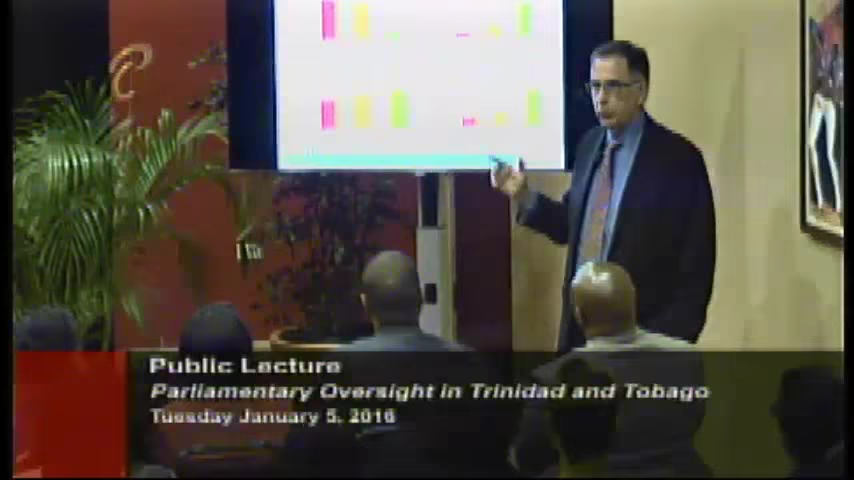 Public Lecture
Parliamentary Oversight in Trinidad and Tobago
Tuesday January 5, 2016